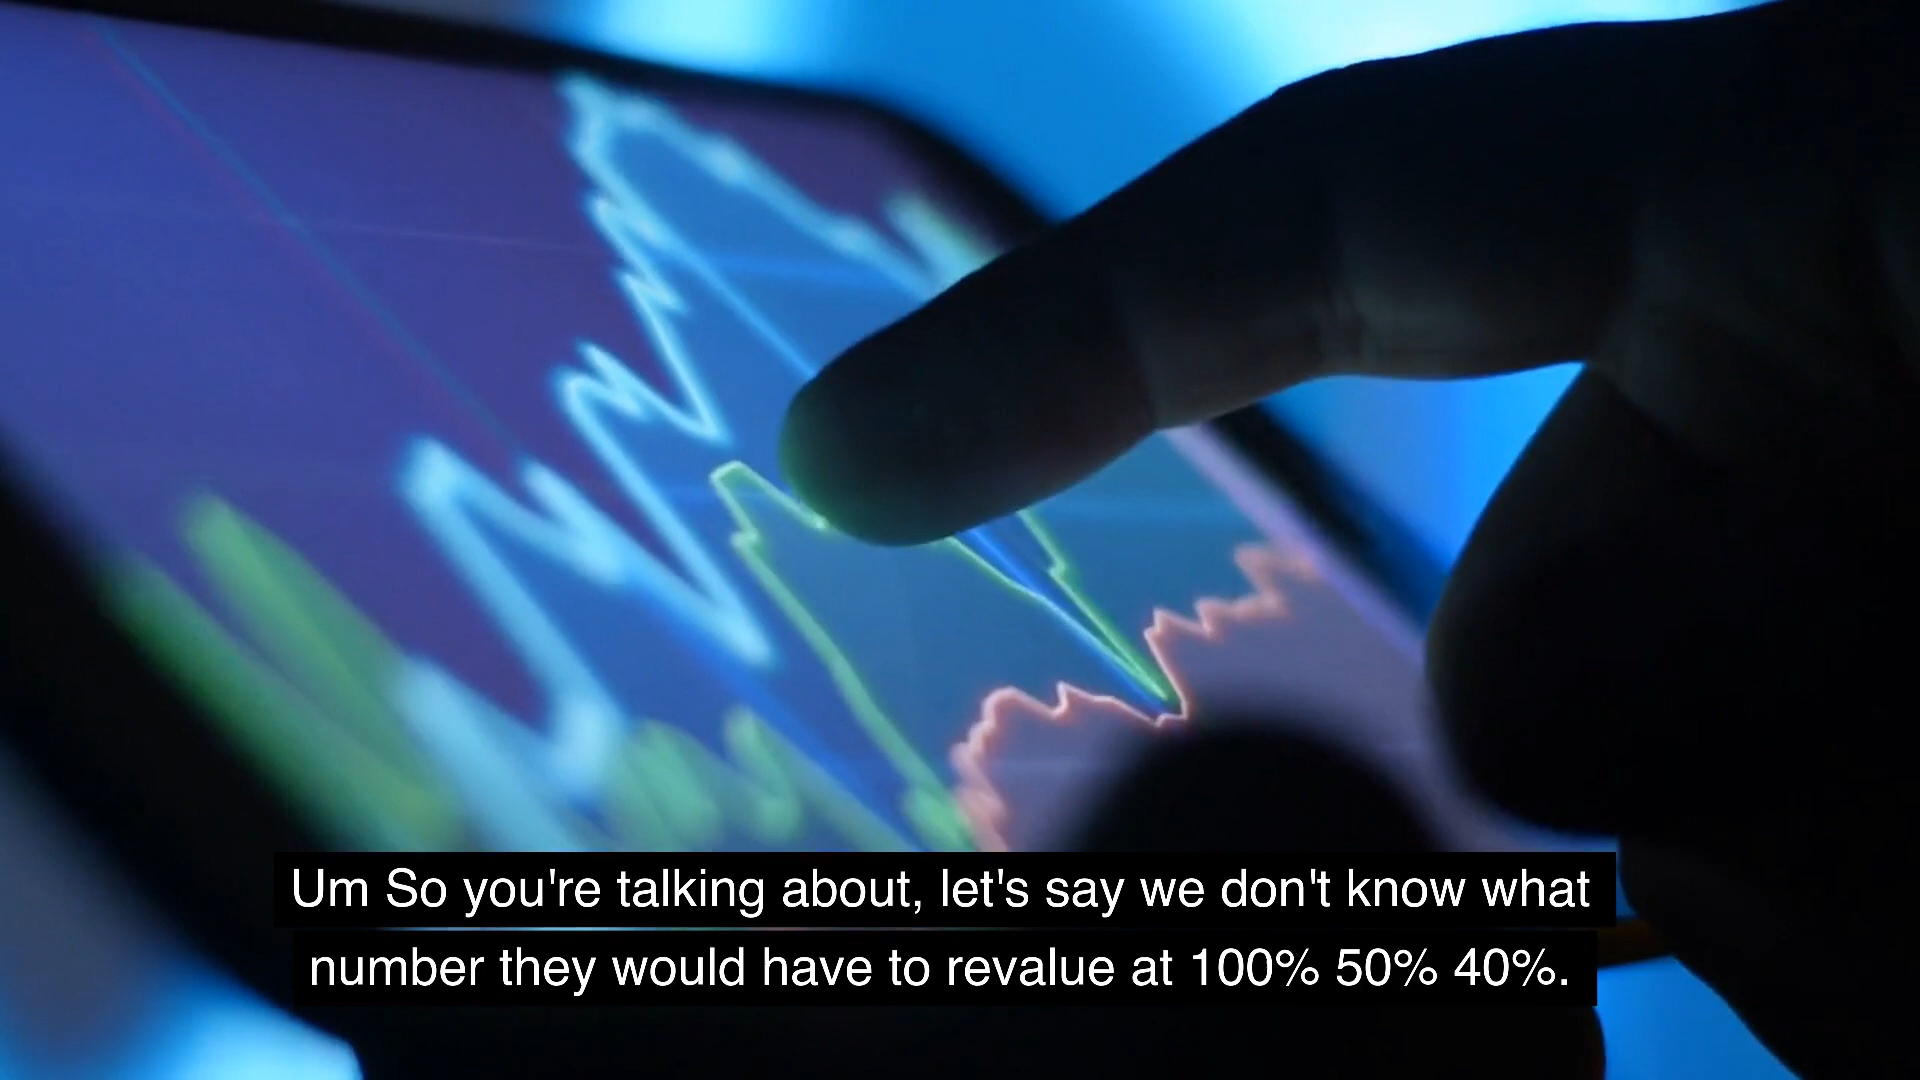 Um So you're talking about, let's say we don't know what
number they would have to revalue at 100% 50% 40%.